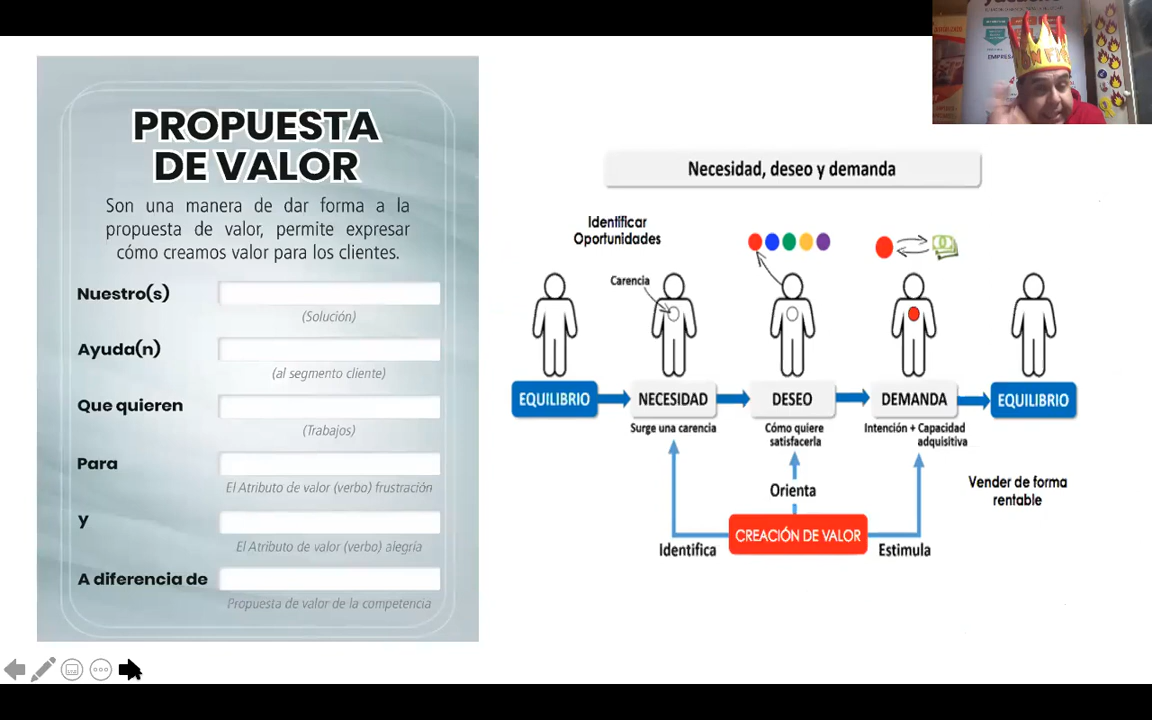 PROPUESTA
DE VALOR
Son una manera de dar forma a la
propuesta de valor, permite expresar
cómo creamos valor para los clientes.
Nuestro(s)
(Solución)
Ayuda(n)
(al segmento cliente)
Que quieren
(Trabajos)
Para
El Atributo de valor (verbo) frustración
y
El Atributo de valor (verbo) alegria
A diferencia de
Propuesta de valor de la competencia
Necesidad, deseo y demanda
Identificar
Oportunidades
Carencia
EQUILIBRIO
NECESIDAD
DESEO
DEMANDA
EQUILIBRIO
Surge una carencia
Cómo quiere
satisfacerla
Intención + Capacidad
adquisitiva
Orienta
Vender de forma
rentable
CREACIÓN DE VALOR
Identifica
Estimula
EMPRES